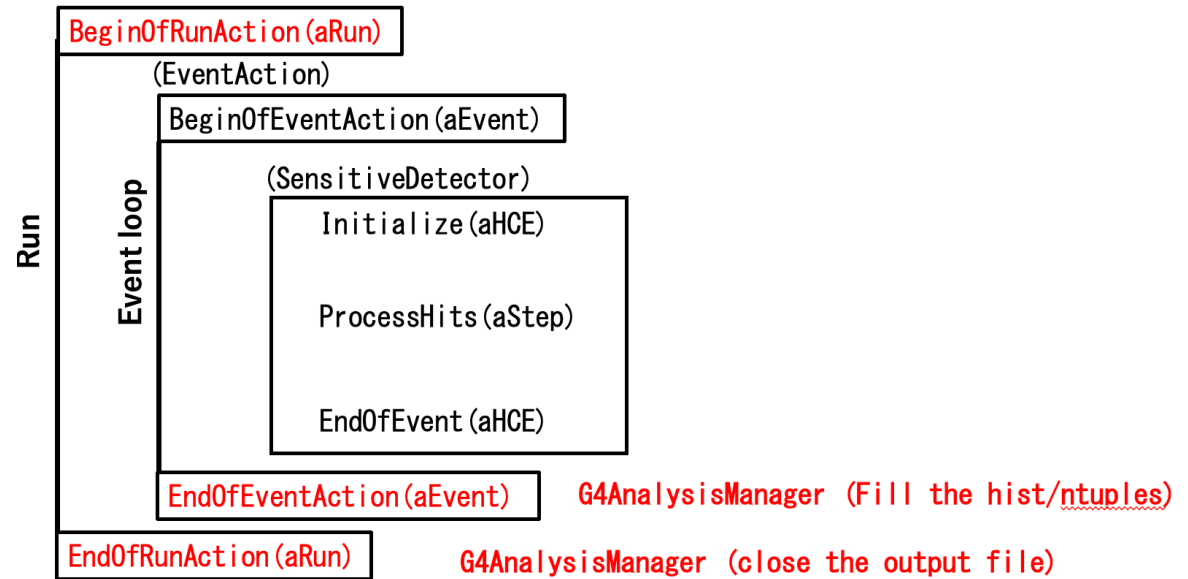 BeginOfRunAction(aRun)
(EventAction)
BeginOfEventAction(aEvent)
(SensitiveDetector)
Initialize(aHCE)
ProcessHits(aStep)
EndOfEvent(aHCE)
Run
Event loop
EndOfEventAction(aEvent)
G4AnalysisManager (Fill the hist/ntuples)
EndOfRunAction(aRun)
G4AnalysisManager (close the output file)